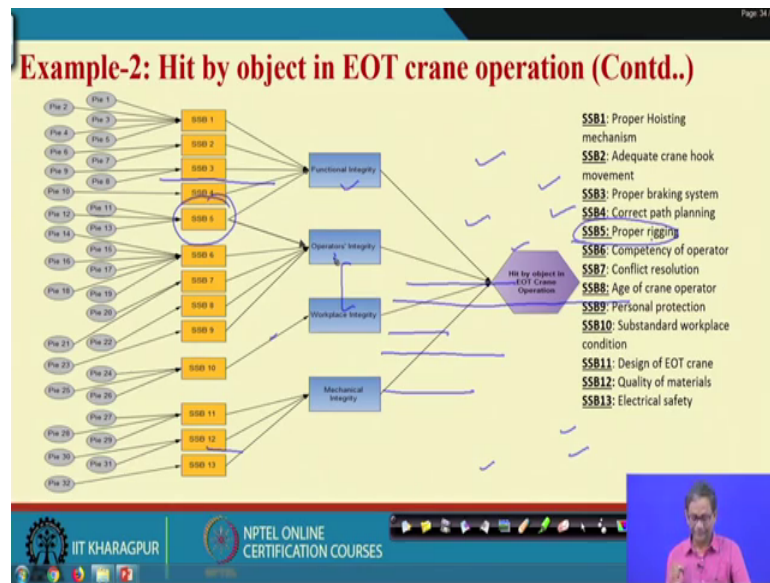 Page: 34 /
Example-2: Hit by object in EOT crane operation (Contd..)
Pie 1
Pie 2
Pie 3
Pie 4
Pie 5
Pie 6
Pie 7
Pie 9
Pie 8
Pie 10
Pie 11
Pie 12
Pie 13
Pie 14
Pie 15
Pie 16
Pie 17
Pie 18
Pie 19
Pie 20
Pie 21
Pie 22
Pie 23
Pie 24
Pie 25
Pie 26
Pie 27
Pie 28
Pie 29
Pie 30
Pie 31
Pie 32
SSB 1
SSB 2
SSB 3
SSB 4
SSB 5
SSB 6
SSB 7
SSB 8
SSB 9
SSB 10
SSB 11
SSB 12
SSB 13
Functional Integrity
Operators' Integrity
Workplace Integrity
Mechanical
Integrity
Hit by object in
EOT Crane
Operation
SSB1: Proper Hoisting
mechanism
SSB2: Adequate crane hook
movement
SSB3: Proper braking system
SSB4: Correct path planning
SSB5: Proper rigging
SSB6: Competency of operator
SSB7: Conflict resolution
SSB8: Age of crane operator
SSB9: Personal protection
SSB10: Substandard workplace
condition
SSB11: Design of EOT crane
SSB12: Quality of materials
SSB13: Electrical safety
IIT KHARAGPUR
NPTEL ONLINE
CERTIFICATION COURSES